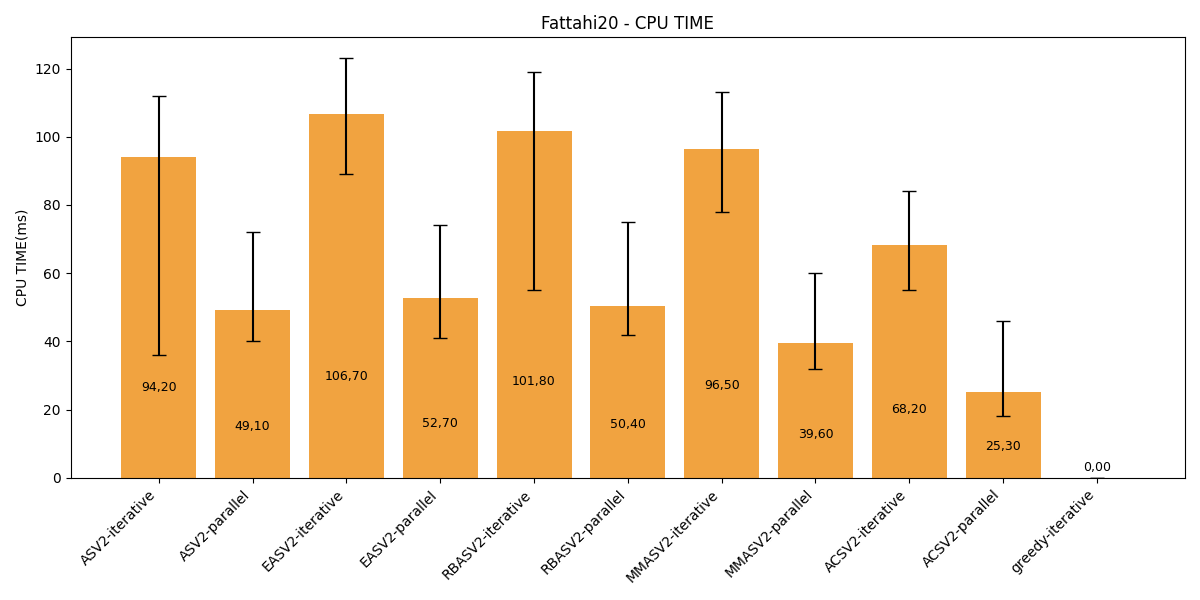 Fattahi20 - CPU TIME
CPU TIME(ms)
120
100
80
60
40
20
0
94,20
49,10
106,70
52,70
101,80
50,40
96,50
39,60
68,20
25,30
0,00
ASV2-iterative
ASV2-parallel
EASV2-iterative
EASV2-parallel
RBASV2-iterative
RBASV2-parallel
MMASV2-iterative
MMASV2-parallel
ACSV2-iterative
ACSV2-parallel
greedy-iterative